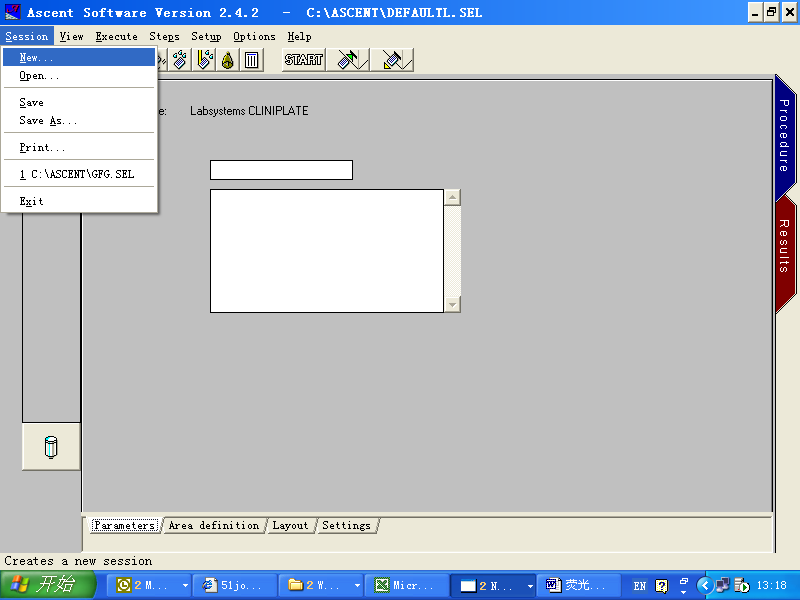 Ascent Software Version 2.4.2 - C:\ASCENT\DEFAULTL.SEL
Session View Execute Steps Setup Options Help
New...
Open...
Save
Save As...
Print...
1 C:\ASCENT\GFG.SEL
Exit
START
e: Labsystems CLINIPLATE
Procedure
Results
Parameters Area definition Layout Settings
Creates a new session
开始 2 M... 51jo... 2 W... Micr... 2 N... 荧光... EN 13:18